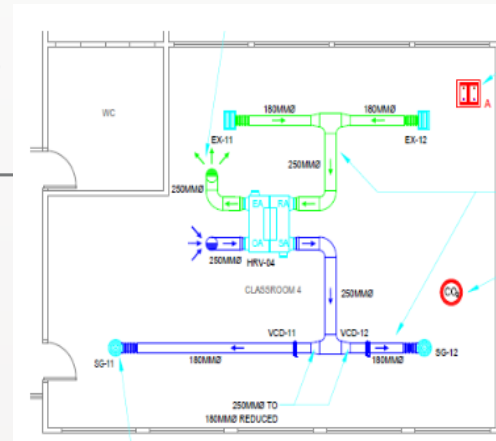 180MMØ
180MMØ
WC
A
EX-11
EX-12
250MMØ
250MMØ
EA
RA
OA
SA
250MMØ
HRV-04
CLASSROOM 4
CO₂
250MMØ
VCD-11
VCD-12
SG-11
180MMØ
180MMØ
SG-12
250MMØ TO
180MMØ REDUCED